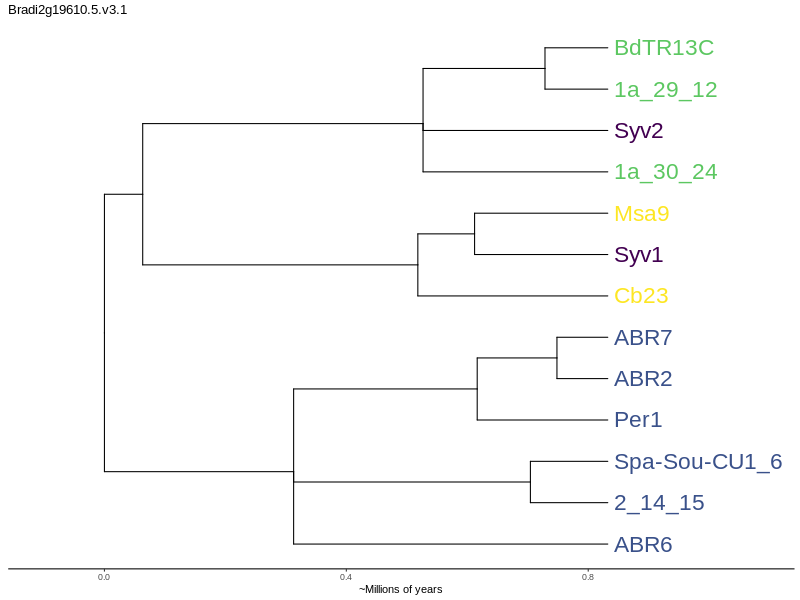 Bradi2g19610.5.v3.1
BdTR13C
1a_29_12
Syv2
1a_30_24
Msa9
Syv1
Cb23
ABR7
ABR2
Per1
Spa-Sou-CU1_6
2_14_15
ABR6
0.0 0.4 0.8
~Millions of years